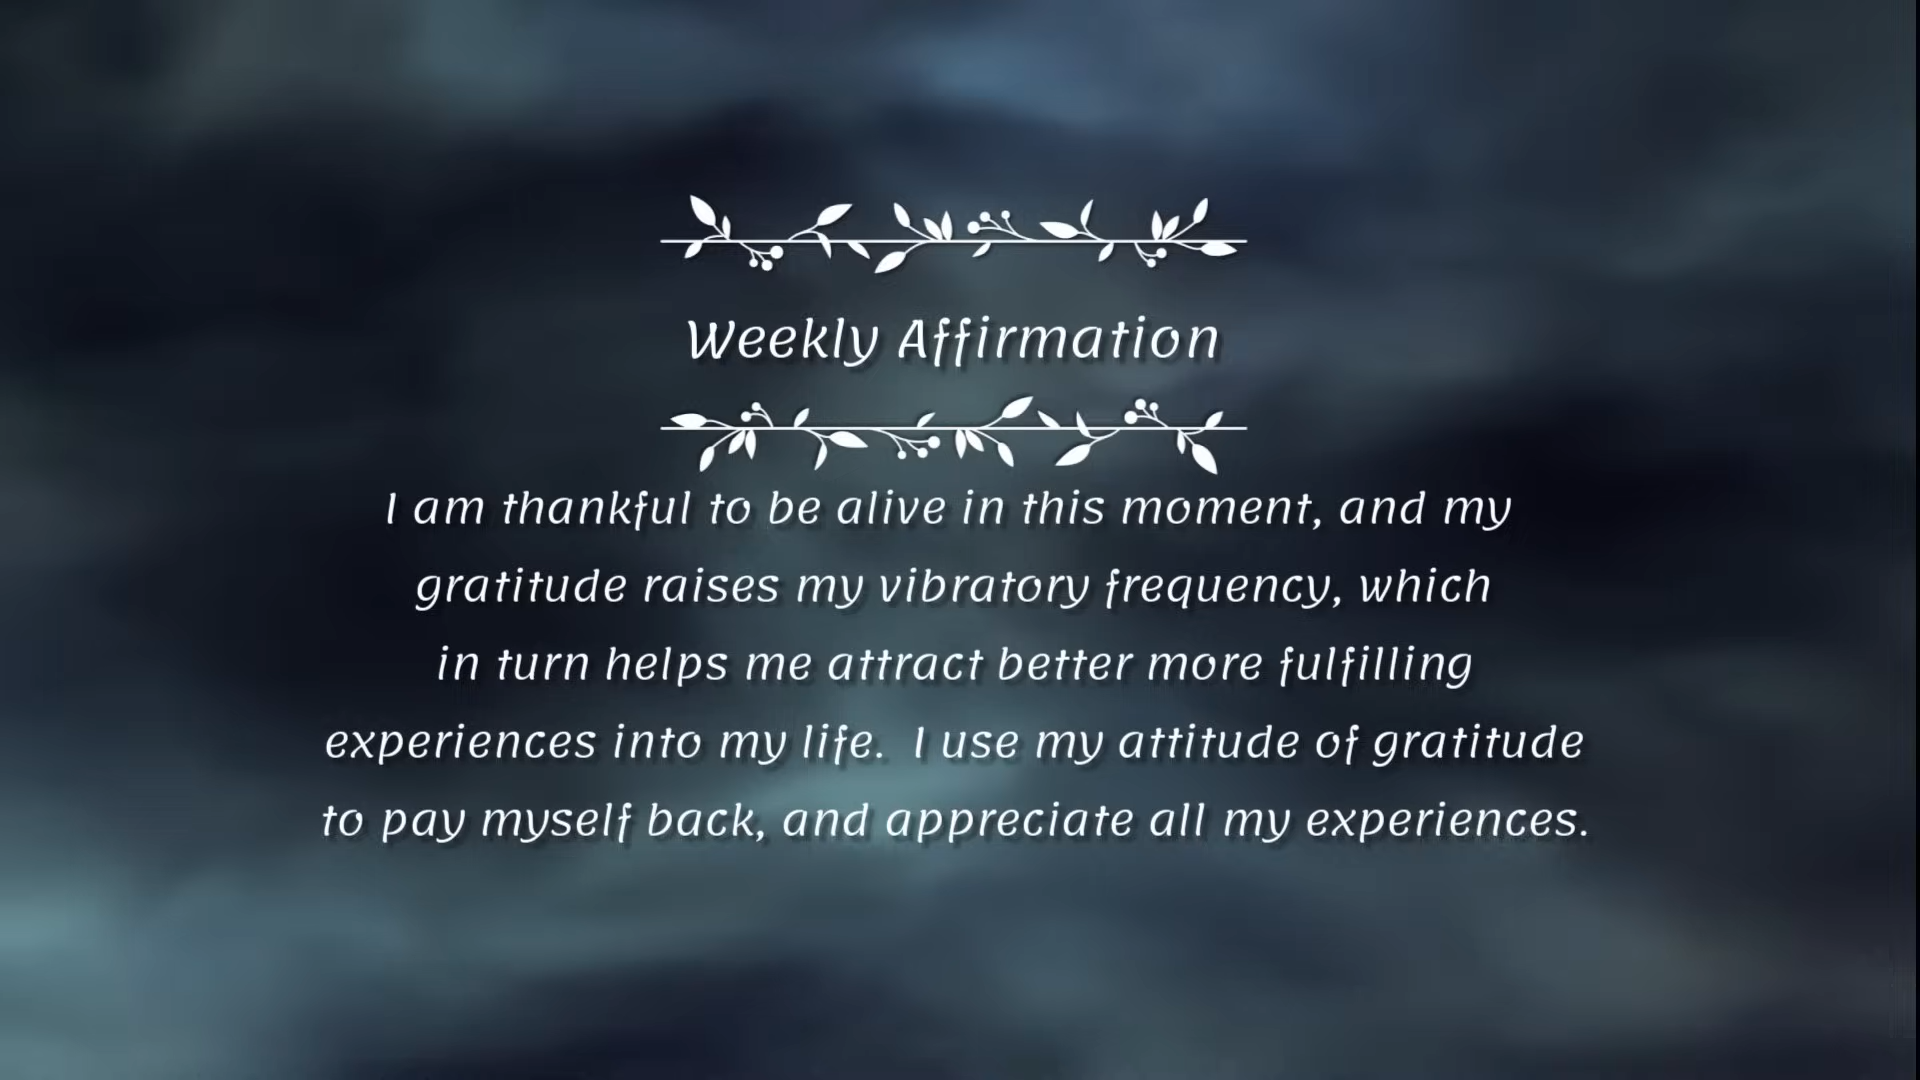 Weekly Affirmation
I am thankful to be alive in this moment, and my
gratitude raises my vibratory frequency, which
in turn helps me attract better more fulfilling
experiences into my life.  I use my attitude of gratitude
to pay myself back, and appreciate all my experiences.